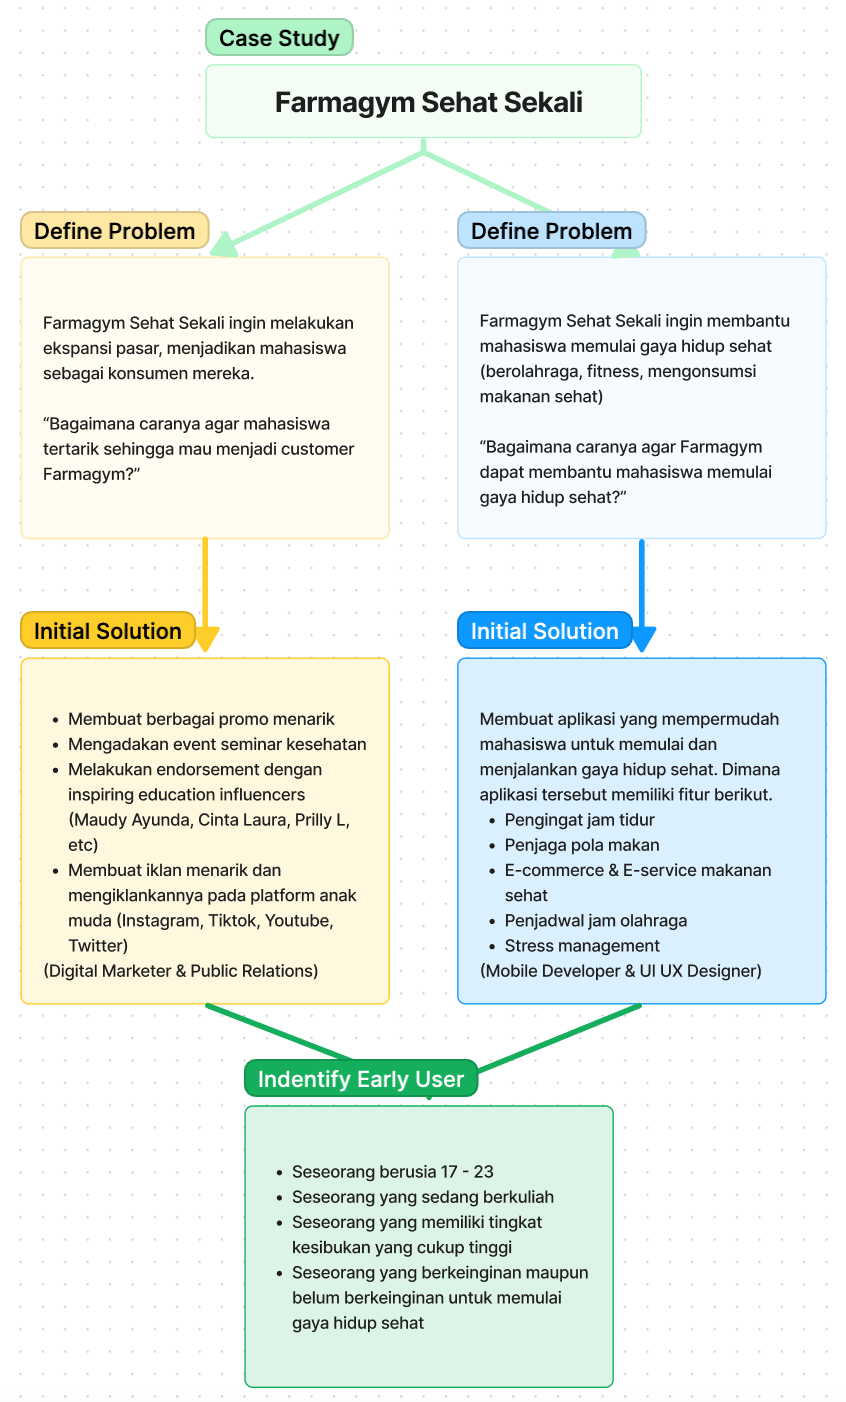 Case Study
Farmagym Sehat Sekali
Define Problem
Farmagym Sehat Sekali ingin melakukan
ekspansi pasar, menjadikan mahasiswa
sebagai konsumen mereka.
“Bagaimana caranya agar mahasiswa
tertarik sehingga mau menjadi customer
Farmagym?”
Define Problem
Farmagym Sehat Sekali ingin membantu
mahasiswa memulai gaya hidup sehat
(berolahraga, fitness, mengonsumsi
makanan sehat)
“Bagaimana caranya agar Farmagym
dapat membantu mahasiswa memulai
gaya hidup sehat?”
Initial Solution
• Membuat berbagai promo menarik
• Mengadakan event seminar kesehatan
• Melakukan endorsement dengan
inspiring education influencers
(Maudy Ayunda, Cinta Laura, Prilly L,
etc)
• Membuat iklan menarik dan
mengiklankannya pada platform anak
muda (Instagram, Tiktok, Youtube,
Twitter)
(Digital Marketer & Public Relations)
Initial Solution
Membuat aplikasi yang mempermudah
mahasiswa untuk memulai dan
menjalankan gaya hidup sehat. Dimana
aplikasi tersebut memiliki fitur berikut.
• Pengingat jam tidur
• Penjaga pola makan
• E-commerce & E-service makanan
sehat
• Penjadwal jam olahraga
• Stress management
(Mobile Developer & UI UX Designer)
Indentify Early User
• Seseorang berusia 17 - 23
• Seseorang yang sedang berkuliah
• Seseorang yang memiliki tingkat
kesibukan yang cukup tinggi
• Seseorang yang berkeinginan maupun
belum berkeinginan untuk memulai
gaya hidup sehat